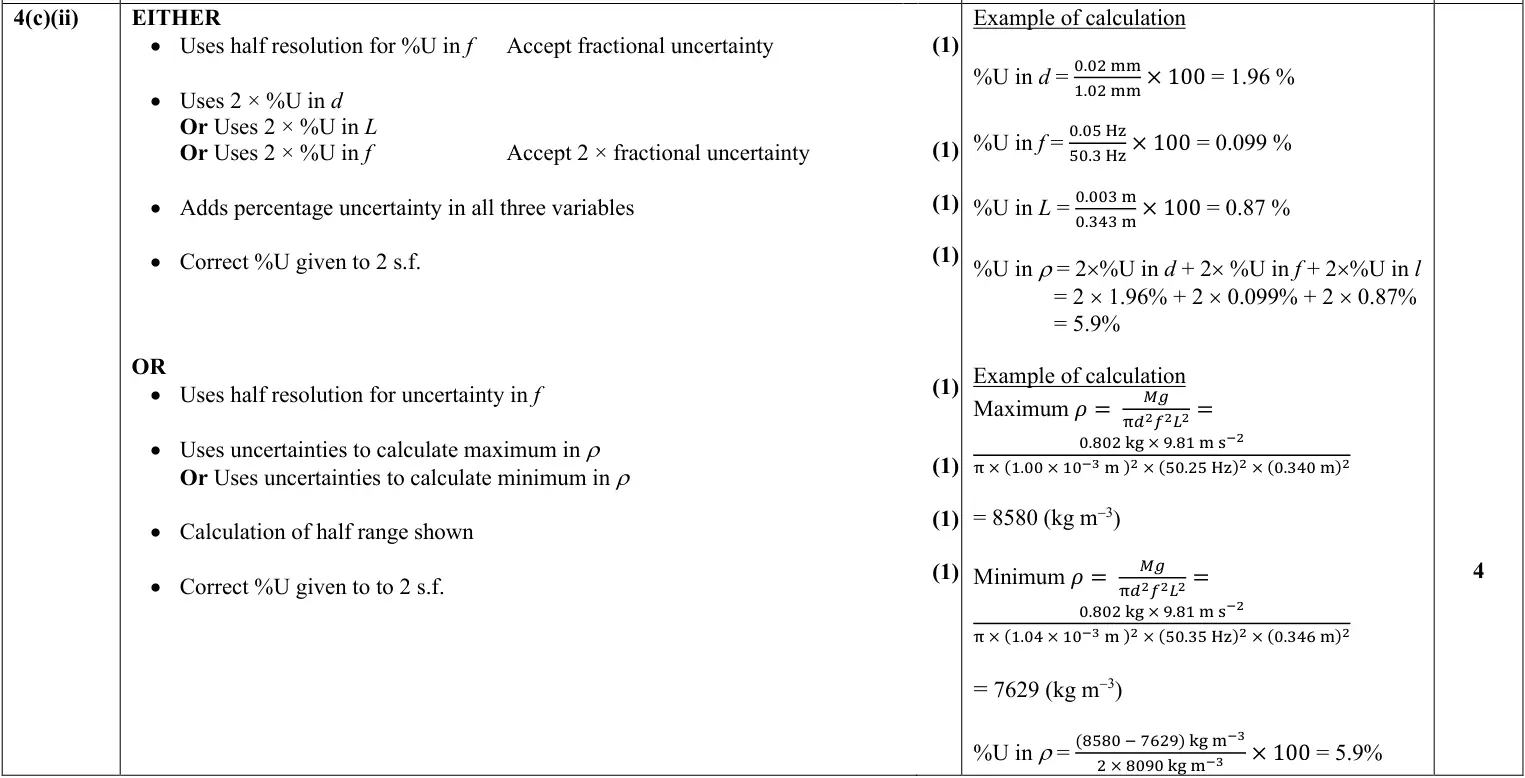 4(c)(ii)
EITHER
• Uses half resolution for %U in f Accept fractional uncertainty (1)
• Uses 2 × %U in d
Or Uses 2 × %U in L
Or Uses 2 × %U in f Accept 2 × fractional uncertainty (1)
• Adds percentage uncertainty in all three variables (1)
• Correct %U given to 2 s.f. (1)
OR
• Uses half resolution for uncertainty in f (1)
• Uses uncertainties to calculate maximum in ρ
Or Uses uncertainties to calculate minimum in ρ (1)
• Calculation of half range shown (1)
• Correct %U given to to 2 s.f. (1)
Example of calculation
%U in d = 0.02 mm / 1.02 mm × 100 = 1.96 %
%U in f = 0.05 Hz / 50.3 Hz × 100 = 0.099 %
%U in L = 0.003 m / 0.343 m × 100 = 0.87 %
%U in ρ = 2×%U in d + 2× %U in f + 2×%U in l
= 2 × 1.96% + 2 × 0.099% + 2 × 0.87%
= 5.9%
Example of calculation
Maximum ρ = Mg / πd²f²L² =
0.802 kg × 9.81 m s⁻² / π × (1.00 × 10⁻³ m )² × (50.25 Hz)² × (0.340 m)²
= 8580 (kg m⁻³)
Minimum ρ = Mg / πd²f²L² =
0.802 kg × 9.81 m s⁻² / π × (1.04 × 10⁻³ m )² × (50.35 Hz)² × (0.346 m)²
= 7629 (kg m⁻³)
%U in ρ = (8580 − 7629) kg m⁻³ / 2 × 8090 kg m⁻³ × 100 = 5.9%
4